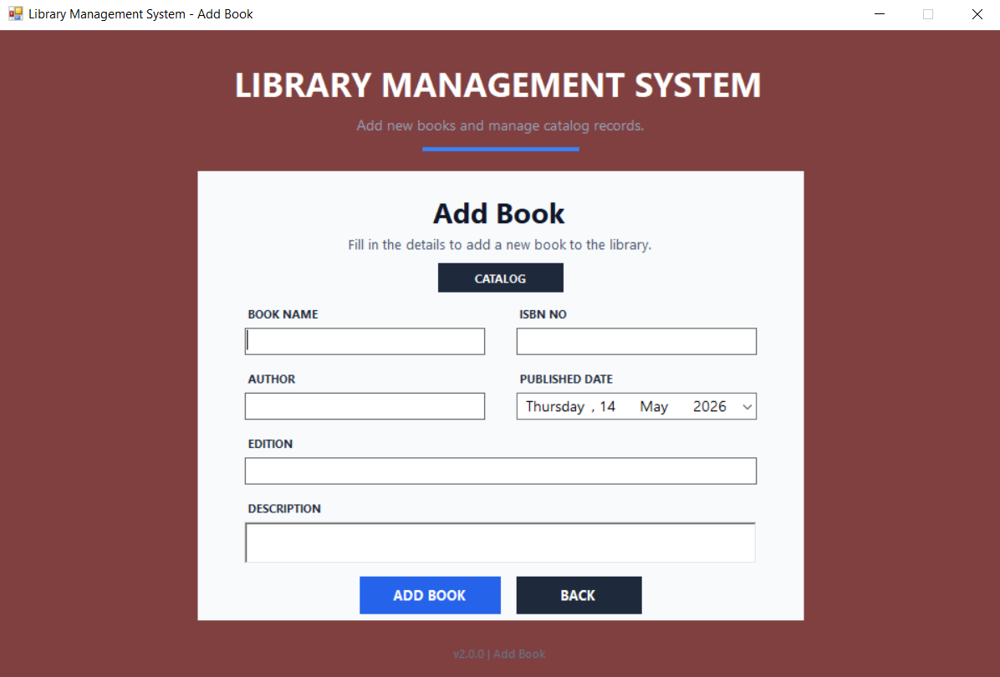 Library Management System - Add Book
LIBRARY MANAGEMENT SYSTEM
Add new books and manage catalog records.
Add Book
Fill in the details to add a new book to the library.
CATALOG
BOOK NAME
ISBN NO
AUTHOR
PUBLISHED DATE
Thursday , 14 May 2026
EDITION
DESCRIPTION
ADD BOOK
BACK
v2.0.0 | Add Book